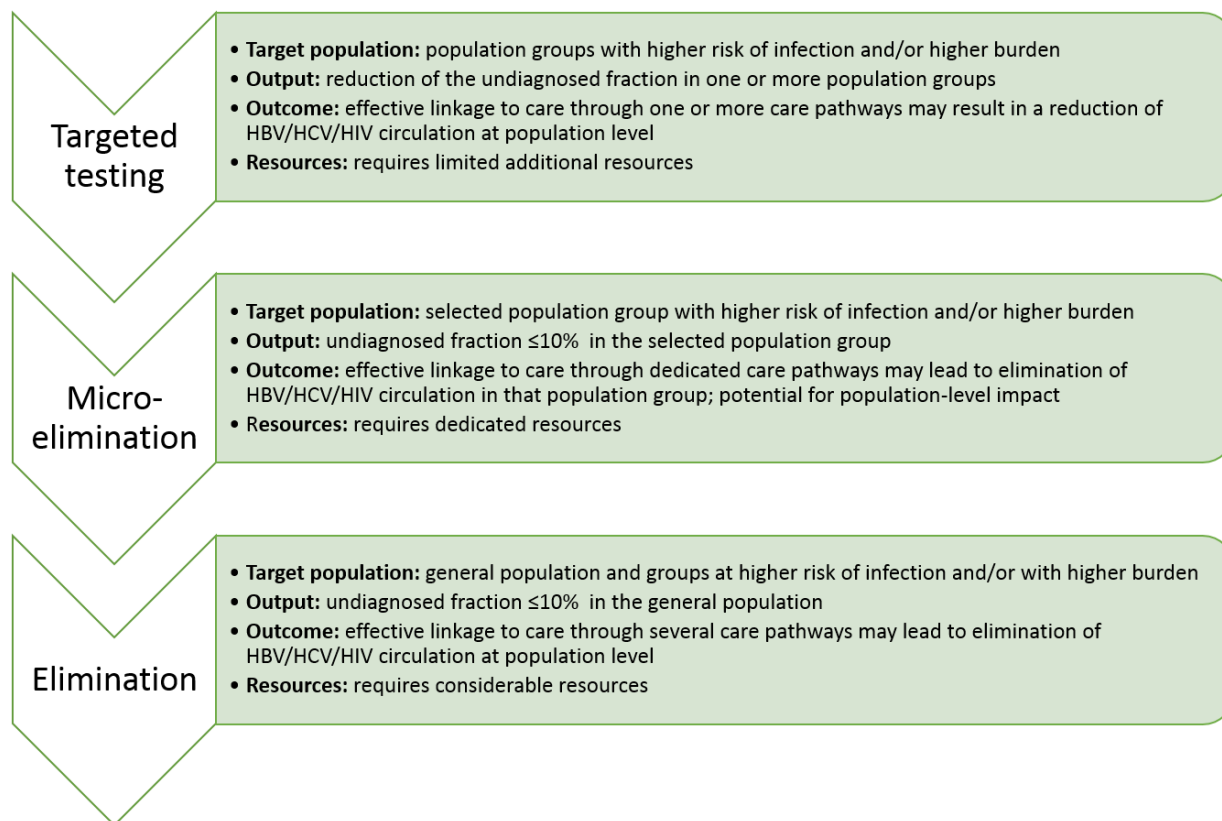 Targeted
testing
• Target population: population groups with higher risk of infection and/or higher burden
• Output: reduction of the undiagnosed fraction in one or more population groups
• Outcome: effective linkage to care through one or more care pathways may result in a reduction of
HBV/HCV/HIV circulation at population level
• Resources: requires limited additional resources
Micro-
elimination
• Target population: selected population group with higher risk of infection and/or higher burden
• Output: undiagnosed fraction ≤10% in the selected population group
• Outcome: effective linkage to care through dedicated care pathways may lead to elimination of
HBV/HCV/HIV circulation in that population group; potential for population-level impact
• Resources: requires dedicated resources
Elimination
• Target population: general population and groups at higher risk of infection and/or with higher burden
• Output: undiagnosed fraction ≤10% in the general population
• Outcome: effective linkage to care through several care pathways may lead to elimination of
HBV/HCV/HIV circulation at population level
• Resources: requires considerable resources